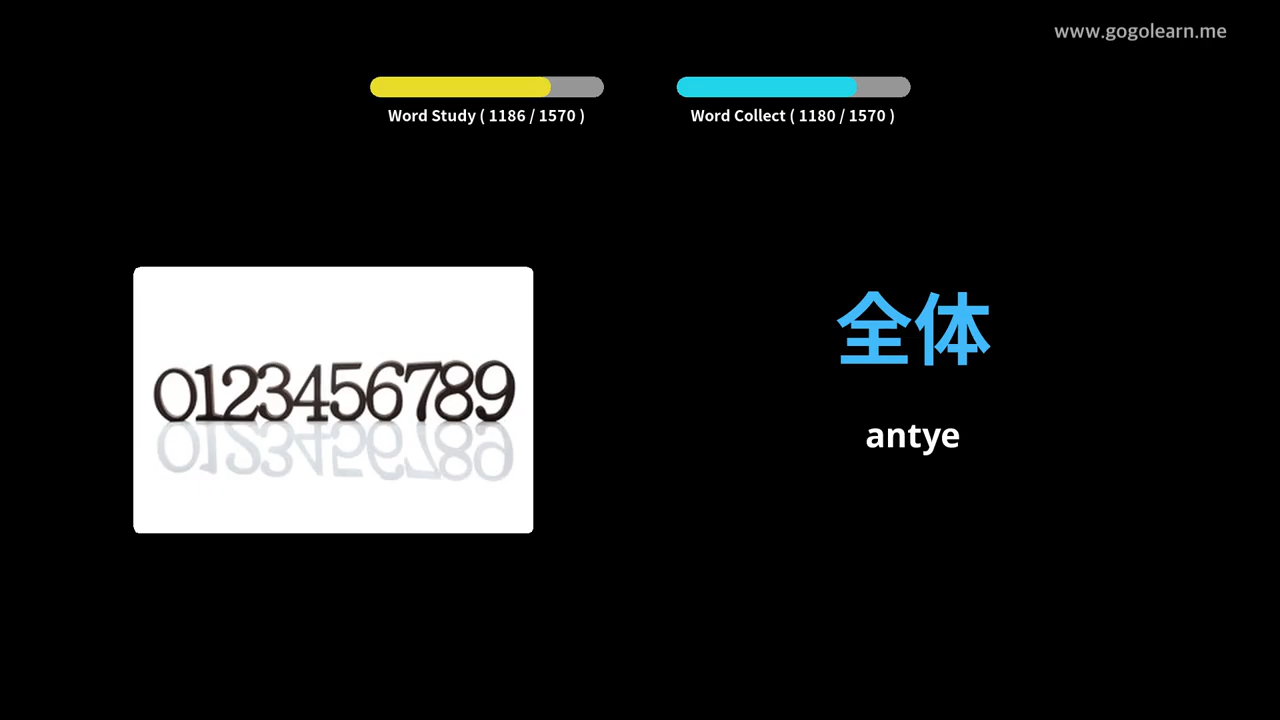 www.gogolearn.me
Word Study ( 1186 / 1570 )
Word Collect ( 1180 / 1570 )
0123456789
全体
antye